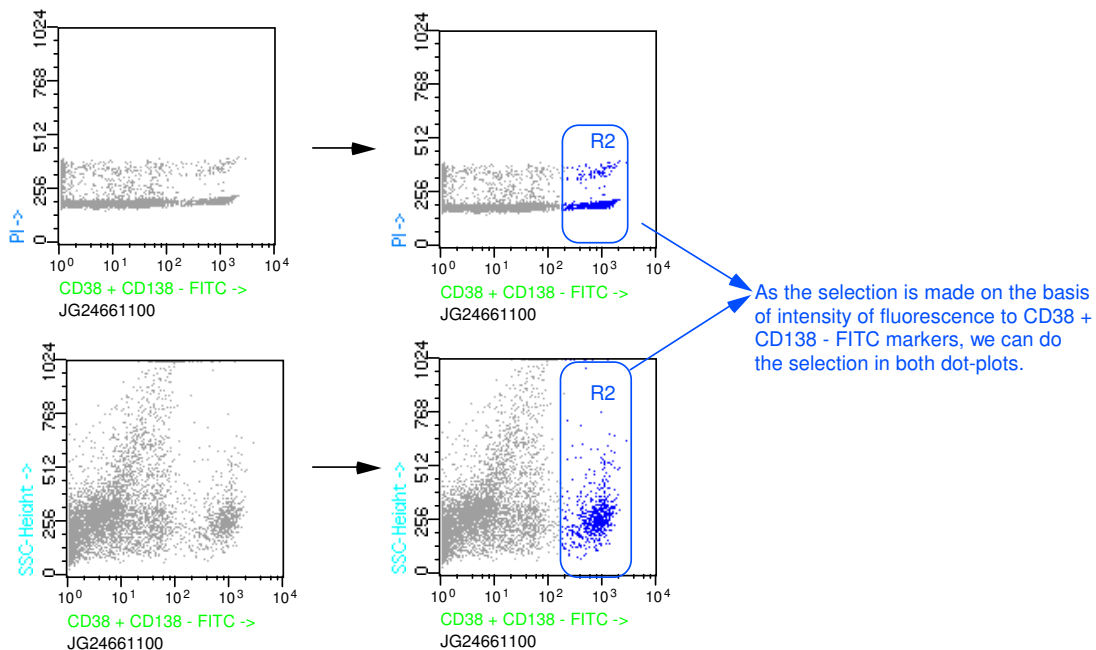 1024
768
512
256
0
PI ->
10^0 10^1 10^2 10^3 10^4
CD38 + CD138 - FITC ->
JG24661100
1024
768
512
256
0
PI ->
R2
10^0 10^1 10^2 10^3 10^4
CD38 + CD138 - FITC ->
JG24661100
As the selection is made on the basis
of intensity of fluorescence to CD38 +
CD138 - FITC markers, we can do
the selection in both dot-plots.
1024
768
512
256
0
SSC-Height ->
10^0 10^1 10^2 10^3 10^4
CD38 + CD138 - FITC ->
JG24661100
1024
768
512
256
0
SSC-Height ->
R2
10^0 10^1 10^2 10^3 10^4
CD38 + CD138 - FITC ->
JG24661100